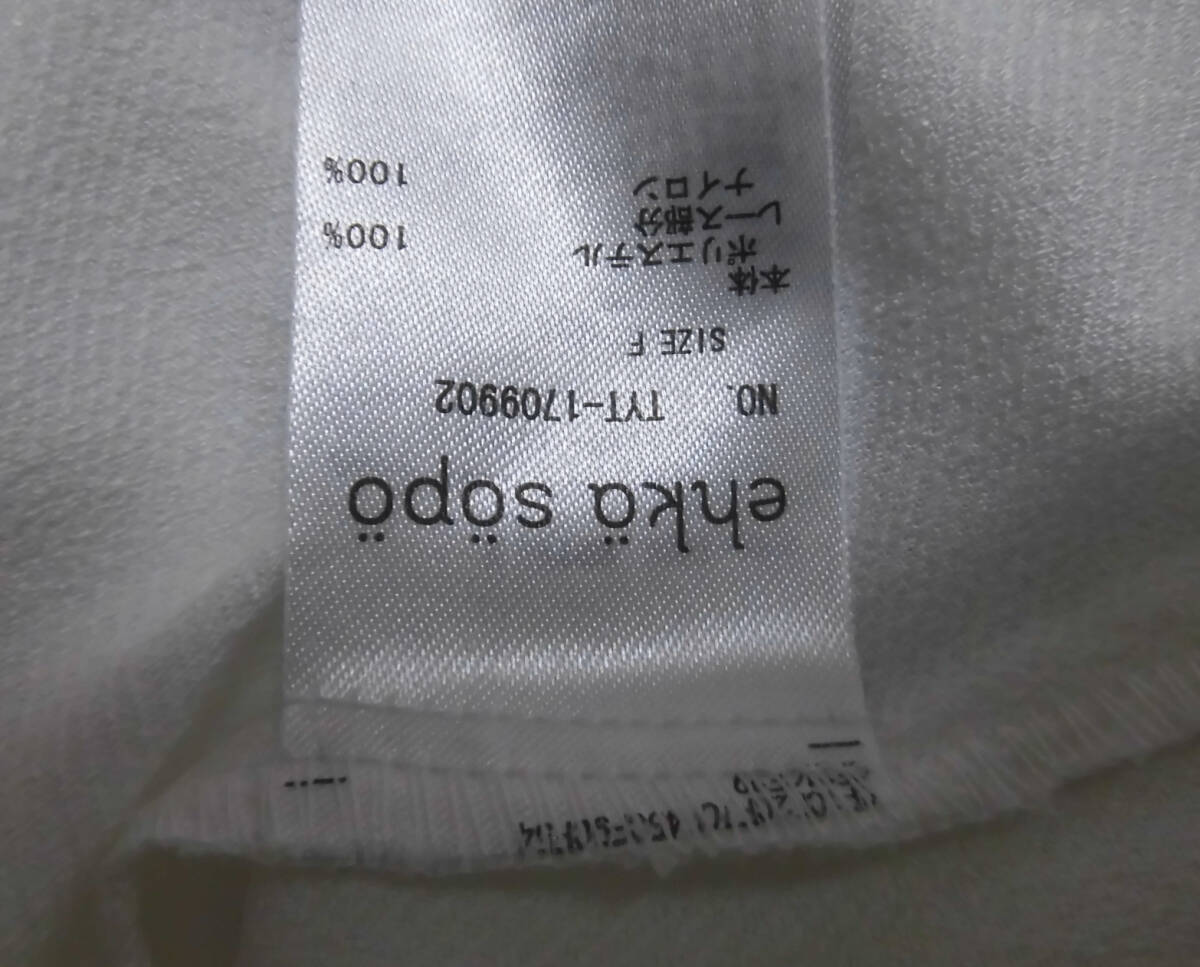 ehkä söpö
NO. TYT-1709902
SIZE F
本体
ポリエステル 100%
レース部分
ナイロン 100%